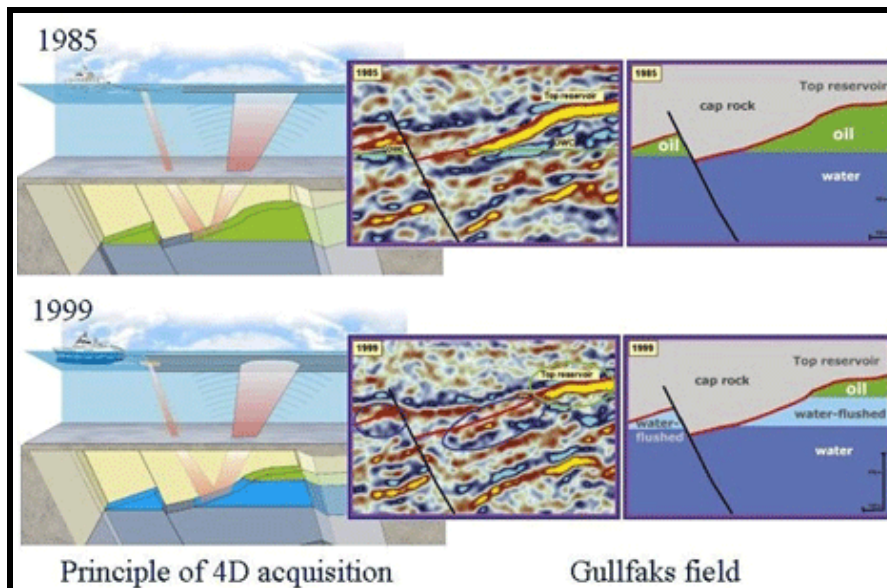 1985
1985
Top reservoir
OWC
OWC
1985
Top reservoir
cap rock
oil
oil
water
1999
1999
Top reservoir
1999
Top reservoir
cap rock
oil
water-flushed
water-
flushed
water
Principle of 4D acquisition
Gullfaks field